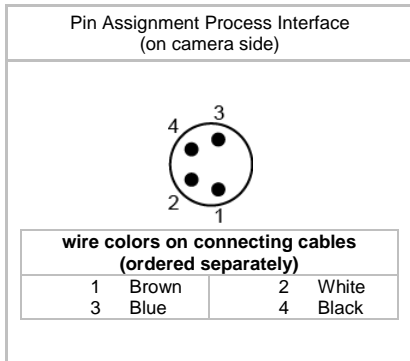 Pin Assignment Process Interface
(on camera side)
3
4
2
1
wire colors on connecting cables
(ordered separately)
1 Brown 2 White
3 Blue 4 Black